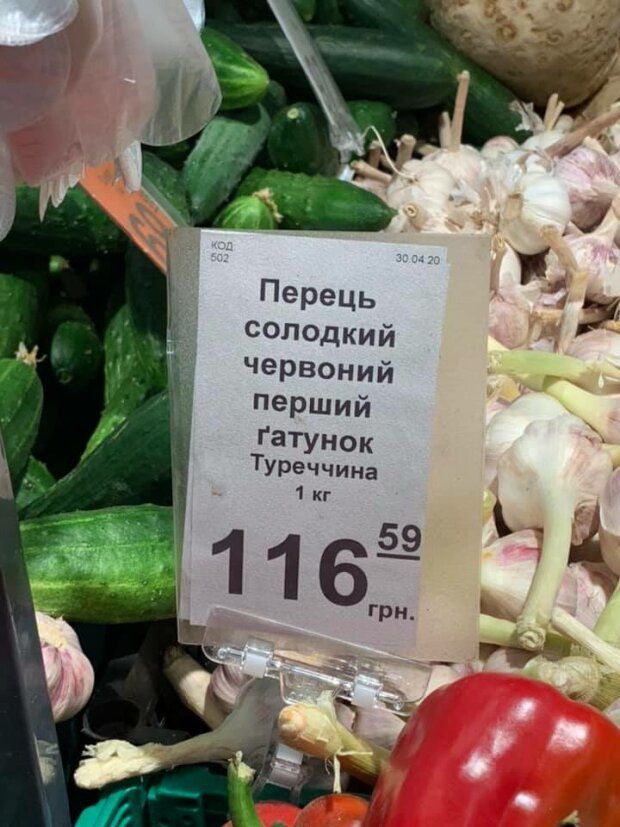 КОД
502
30.04.20
Перець
солодкий
червоний
перший
ґатунок
Туреччина
1 кг
116 59
грн.